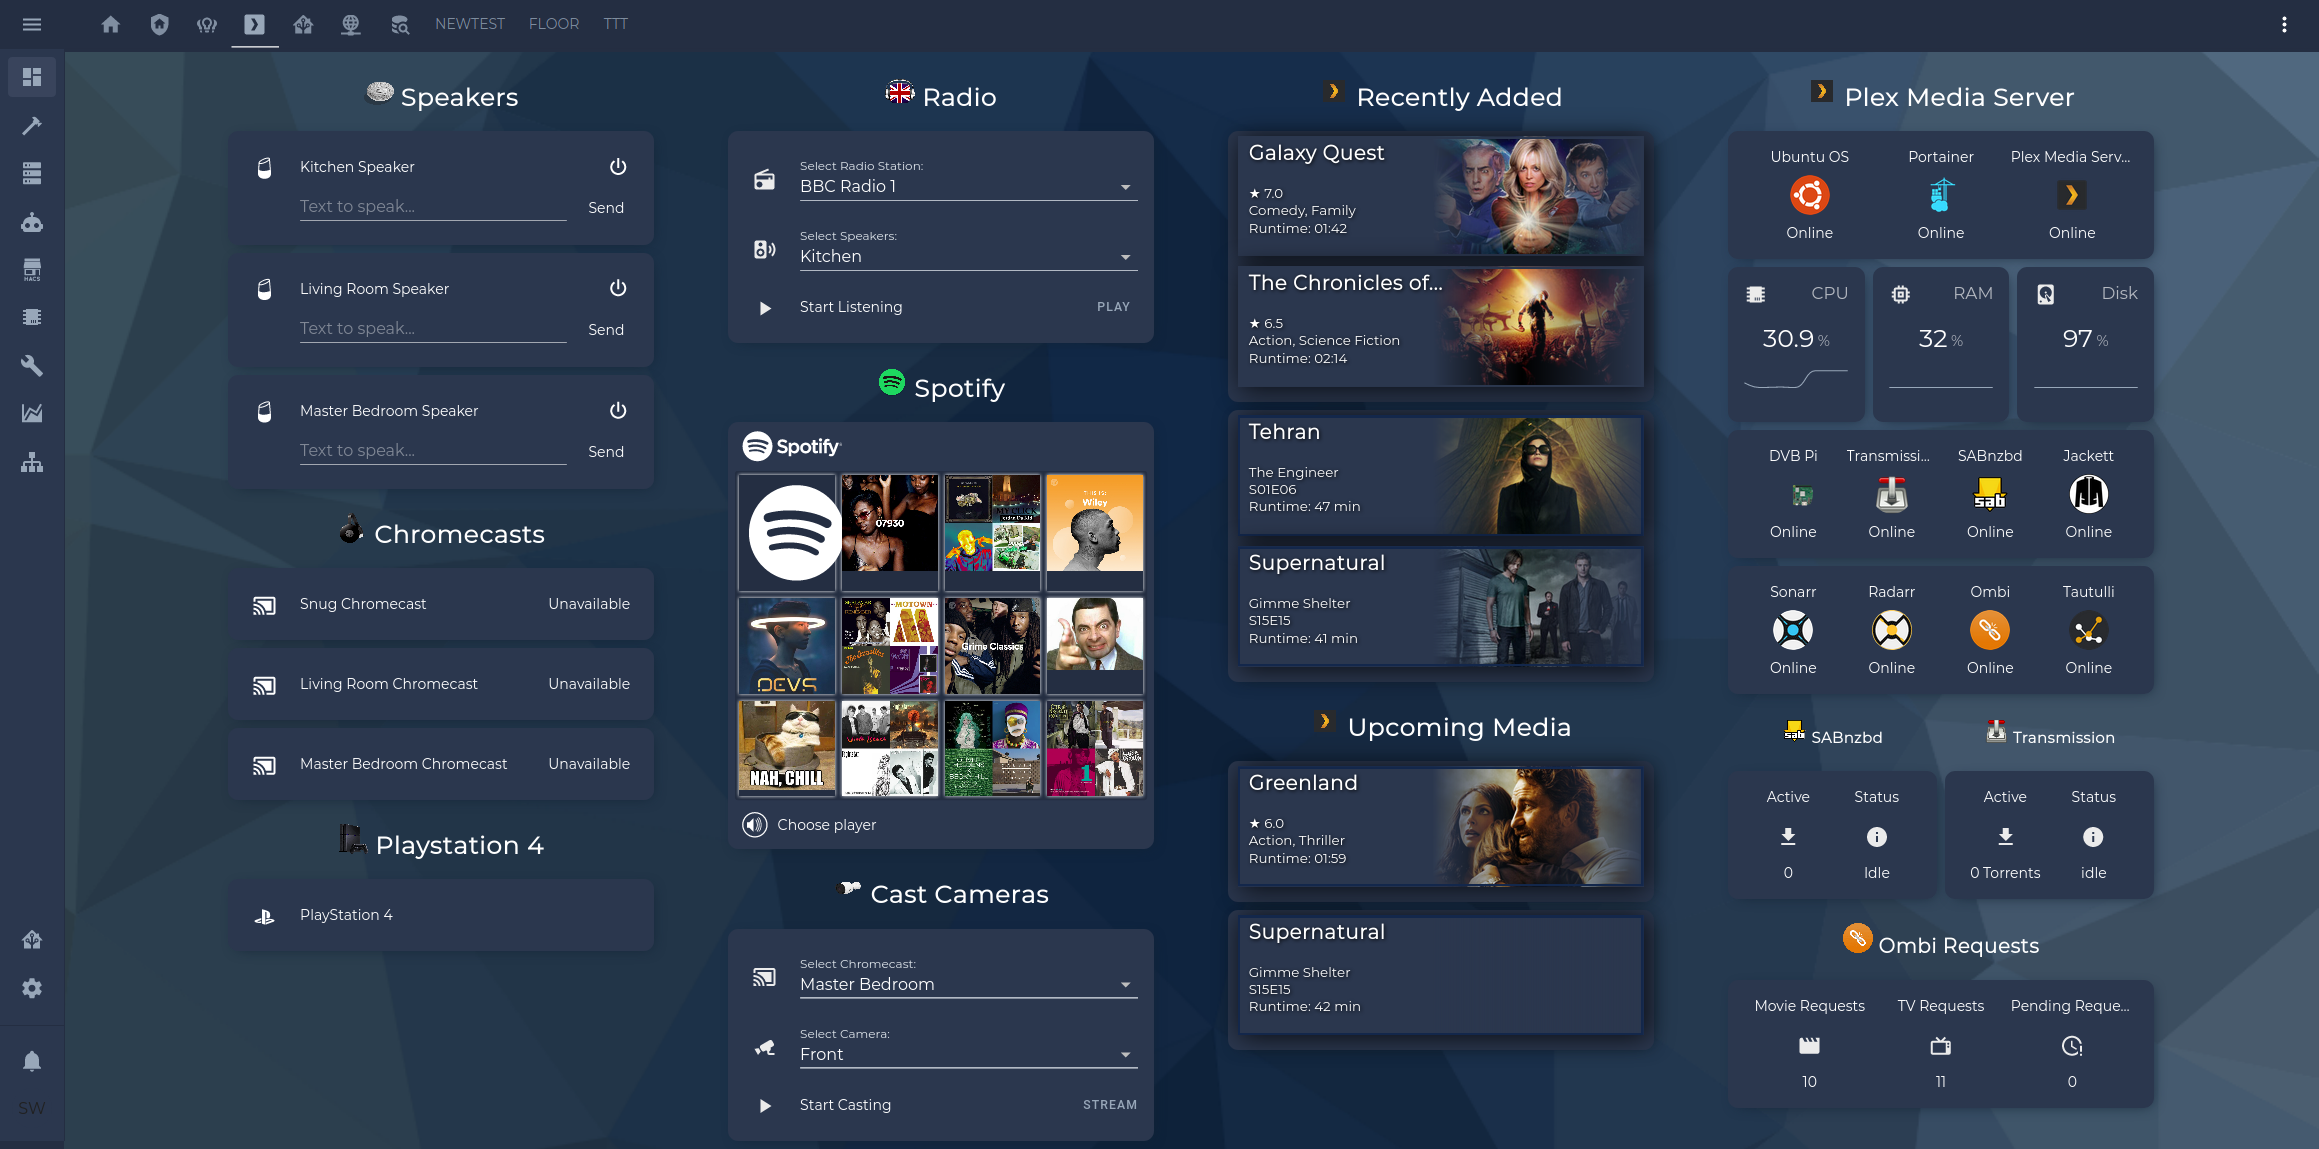 NEWTEST FLOOR TTT
HACS
SW
Speakers
Kitchen Speaker
Text to speak...
Send
Living Room Speaker
Text to speak...
Send
Master Bedroom Speaker
Text to speak...
Send
Chromecasts
Snug Chromecast Unavailable
Living Room Chromecast Unavailable
Master Bedroom Chromecast Unavailable
Playstation 4
PlayStation 4
Radio
Select Radio Station:
BBC Radio 1
Select Speakers:
Kitchen
Start Listening PLAY
Spotify
Spotify
07930
THIS IS:
Wiley
DEVS
MOTOWN
Grime Classics
NAH, CHILL
1
Choose player
Cast Cameras
Select Chromecast:
Master Bedroom
Select Camera:
Front
Start Casting STREAM
Recently Added
Galaxy Quest
★ 7.0
Comedy, Family
Runtime: 01:42
The Chronicles of...
★ 6.5
Action, Science Fiction
Runtime: 02:14
Tehran
The Engineer
S01E06
Runtime: 47 min
Supernatural
Gimme Shelter
S15E15
Runtime: 41 min
Upcoming Media
Greenland
★ 6.0
Action, Thriller
Runtime: 01:59
Supernatural
Gimme Shelter
S15E15
Runtime: 42 min
Plex Media Server
Ubuntu OS Portainer Plex Media Serv...
Online Online Online
CPU RAM Disk
30.9 % 32 % 97 %
DVB Pi Transmissi... SABnzbd Jackett
sab
Online Online Online Online
Sonarr Radarr Ombi Tautulli
Online Online Online Online
sab SABnzbd Transmission
Active Status Active Status
0 Idle 0 Torrents idle
Ombi Requests
Movie Requests TV Requests Pending Reque...
10 11 0